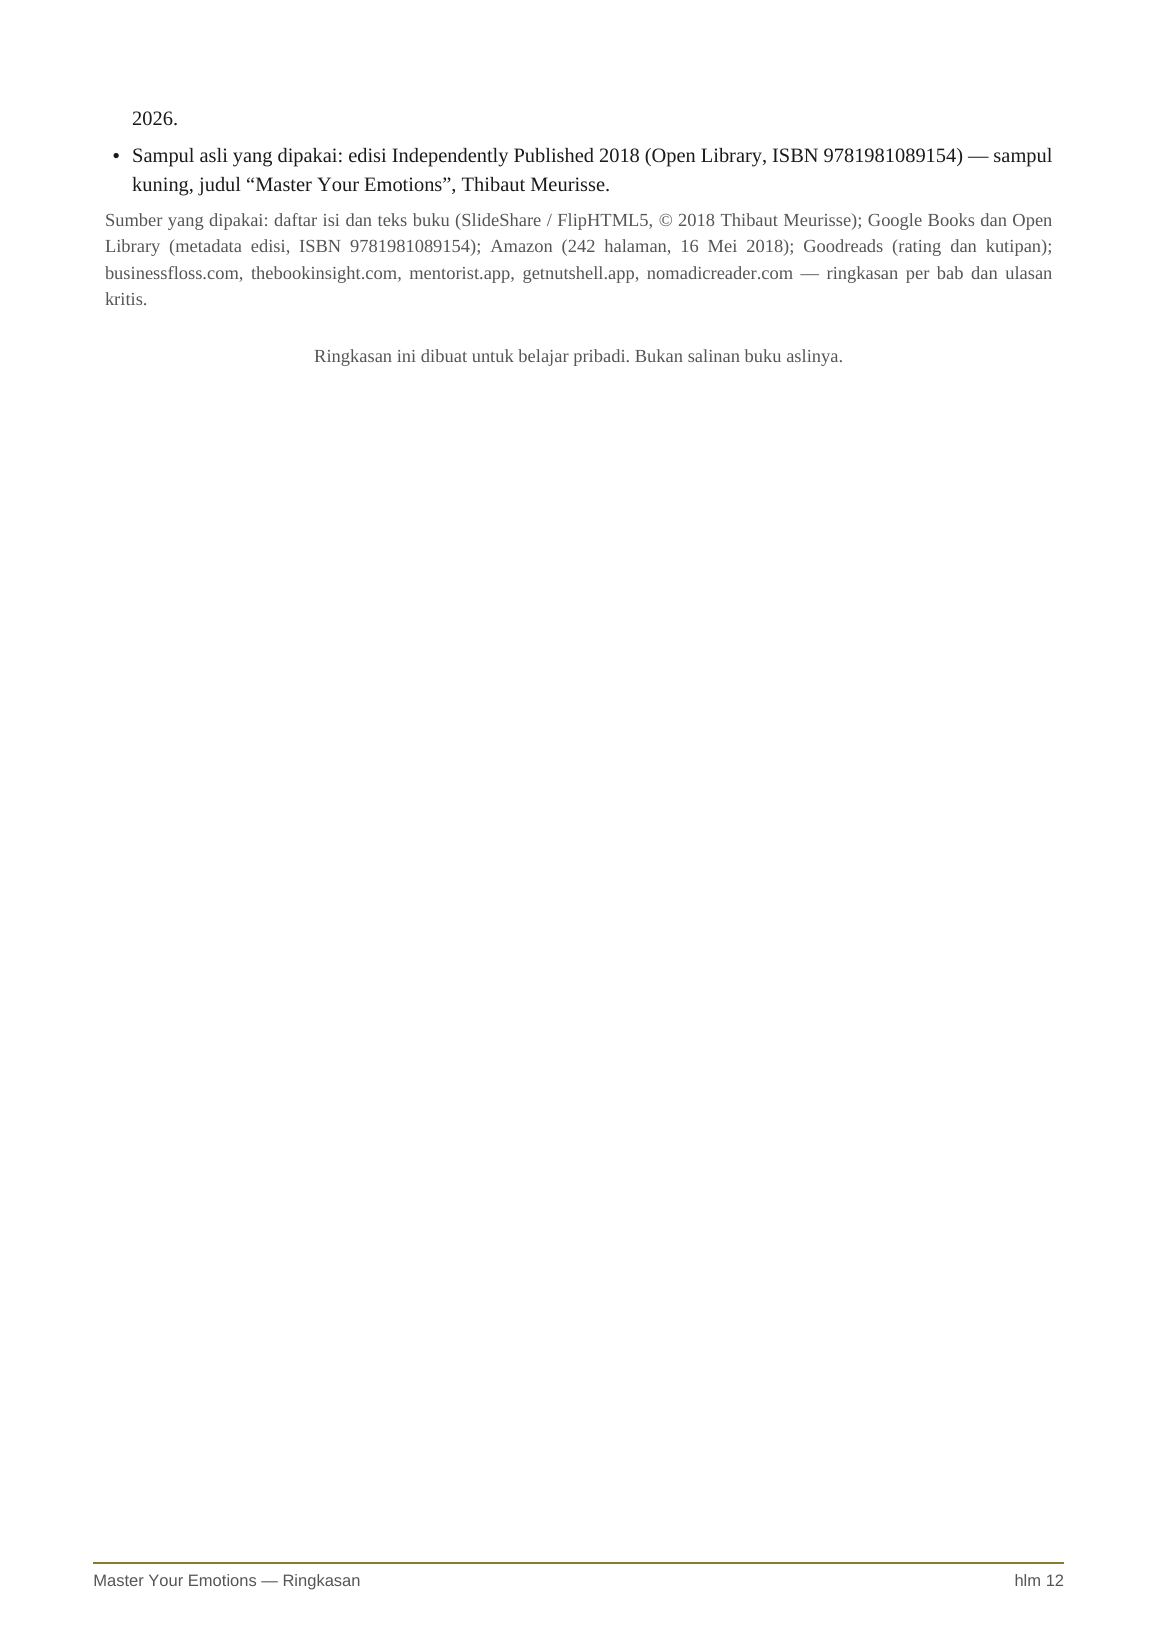 2026.
• Sampul asli yang dipakai: edisi Independently Published 2018 (Open Library, ISBN 9781981089154) — sampul
kuning, judul “Master Your Emotions”, Thibaut Meurisse.
Sumber yang dipakai: daftar isi dan teks buku (SlideShare / FlipHTML5, © 2018 Thibaut Meurisse); Google Books dan Open
Library (metadata edisi, ISBN 9781981089154); Amazon (242 halaman, 16 Mei 2018); Goodreads (rating dan kutipan);
businessfloss.com, thebookinsight.com, mentorist.app, getnutshell.app, nomadicreader.com — ringkasan per bab dan ulasan
kritis.
Ringkasan ini dibuat untuk belajar pribadi. Bukan salinan buku aslinya.
Master Your Emotions — Ringkasan
hlm 12